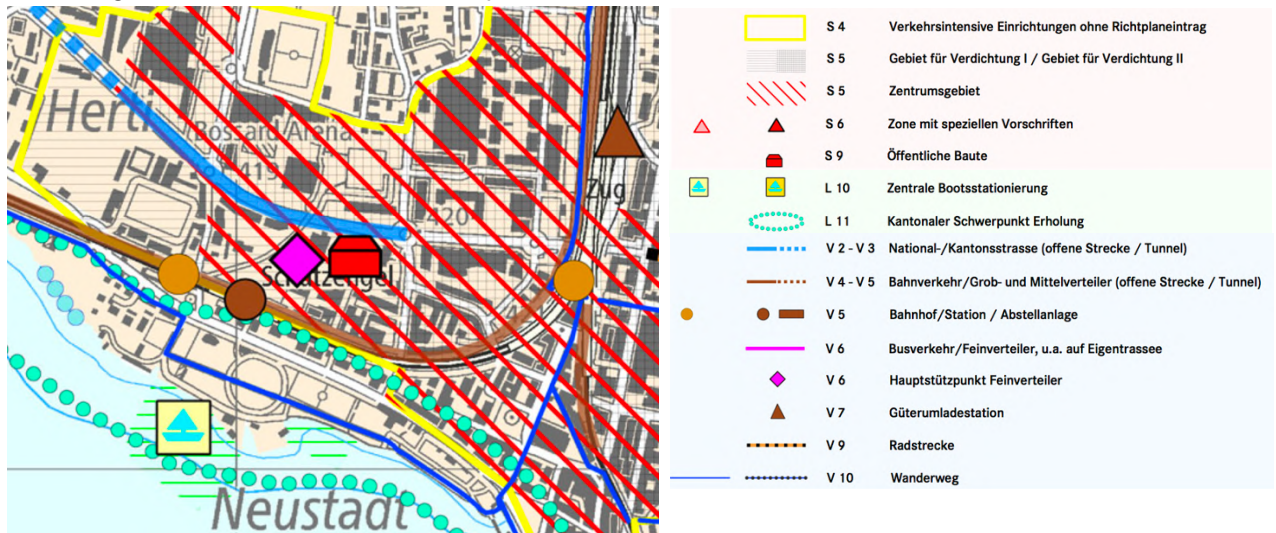 Herti
Bossard Arena
419
420
Zug
Schutzengel
412
Neustadt
S 4 Verkehrsintensive Einrichtungen ohne Richtplaneintrag
S 5 Gebiet für Verdichtung I / Gebiet für Verdichtung II
S 5 Zentrumsgebiet
S 6 Zone mit speziellen Vorschriften
S 9 Öffentliche Baute
L 10 Zentrale Bootsstationierung
L 11 Kantonaler Schwerpunkt Erholung
V 2 - V 3 National-/Kantonsstrasse (offene Strecke / Tunnel)
V 4 - V 5 Bahnverkehr/Grob- und Mittelverteiler (offene Strecke / Tunnel)
V 5 Bahnhof/Station / Abstellanlage
V 6 Busverkehr/Feinverteiler, u.a. auf Eigentrassee
V 6 Hauptstützpunkt Feinverteiler
V 7 Güterumladestation
V 9 Radstrecke
V 10 Wanderweg